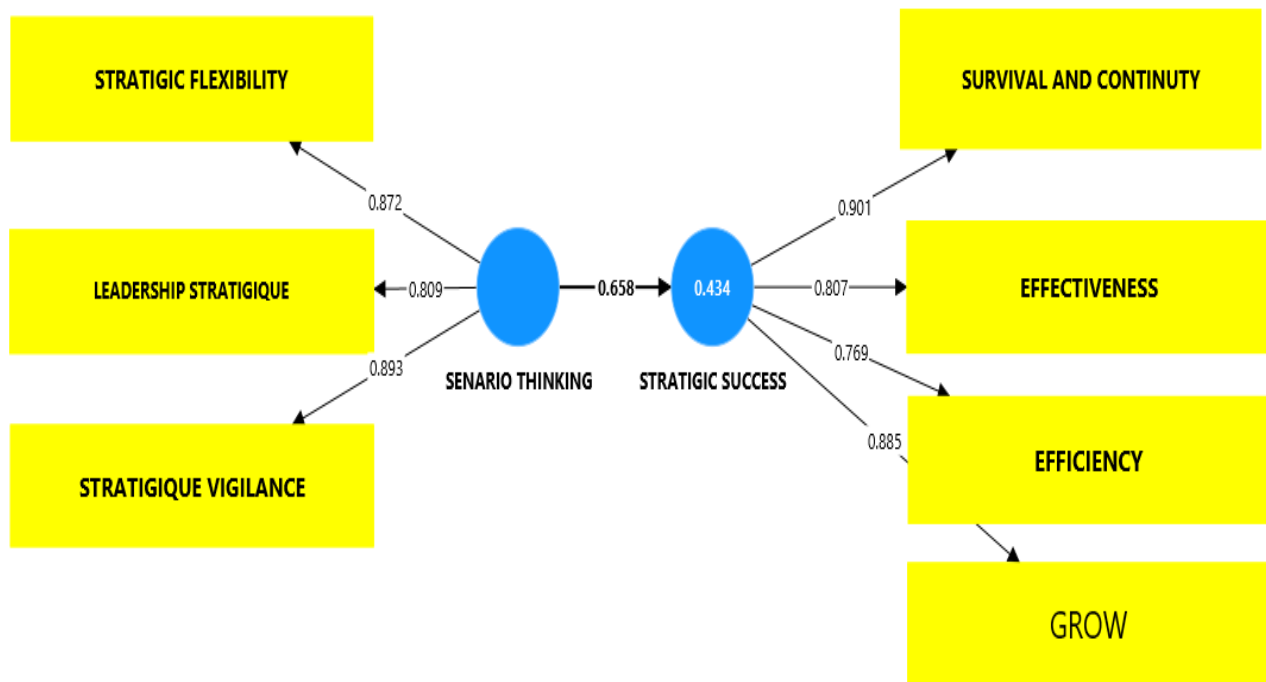 STRATIGIC FLEXIBILITY
SURVIVAL AND CONTINUTY
0.872
0.901
LEADERSHIP STRATIGIQUE
0.809
0.658
0.434
0.807
EFFECTIVENESS
0.893
0.769
SENARIO THINKING
STRATIGIC SUCCESS
0.885
EFFICIENCY
STRATIGIQUE VIGILANCE
GROW